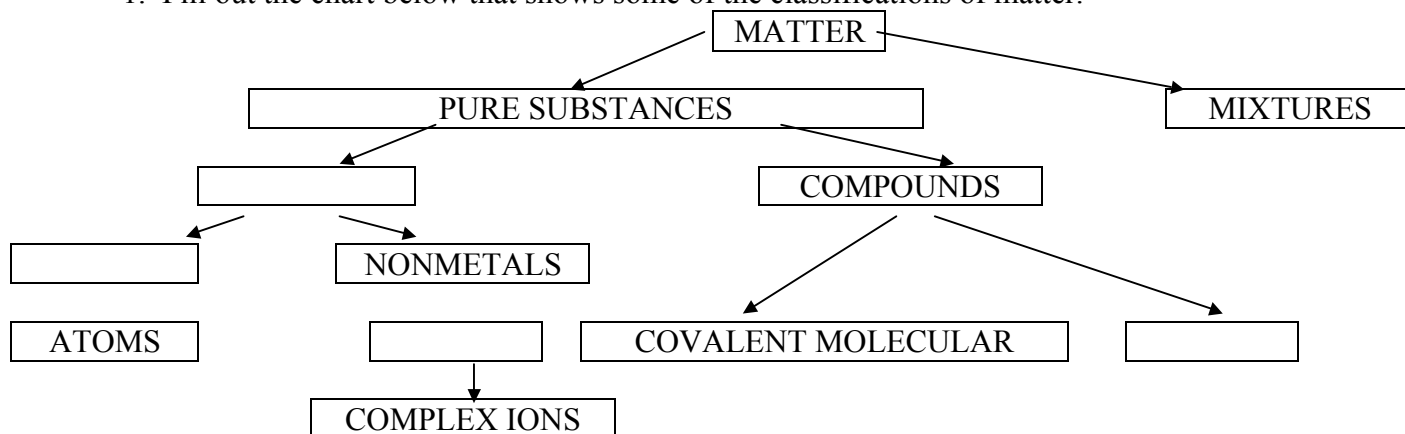 1. Fill out the chart below that shows some of the classifications of matter.
MATTER
PURE SUBSTANCES
MIXTURES
COMPOUNDS
NONMETALS
ATOMS
COVALENT MOLECULAR
COMPLEX IONS